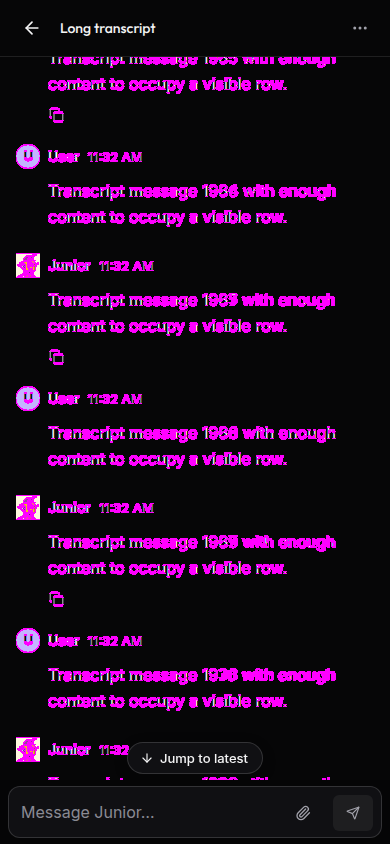 Long transcript
Transcript message with enough
content to occupy a visible row.
User 11:32 AM
Transcript message with enough
content to occupy a visible row.
Junior 11:32 AM
Transcript message with enough
content to occupy a visible row.
User 11:32 AM
Transcript message with enough
content to occupy a visible row.
Junior 11:32 AM
Transcript message with enough
content to occupy a visible row.
User 11:32 AM
Transcript message with enough
content to occupy a visible row.
Junior
Jump to latest
Message Junior...